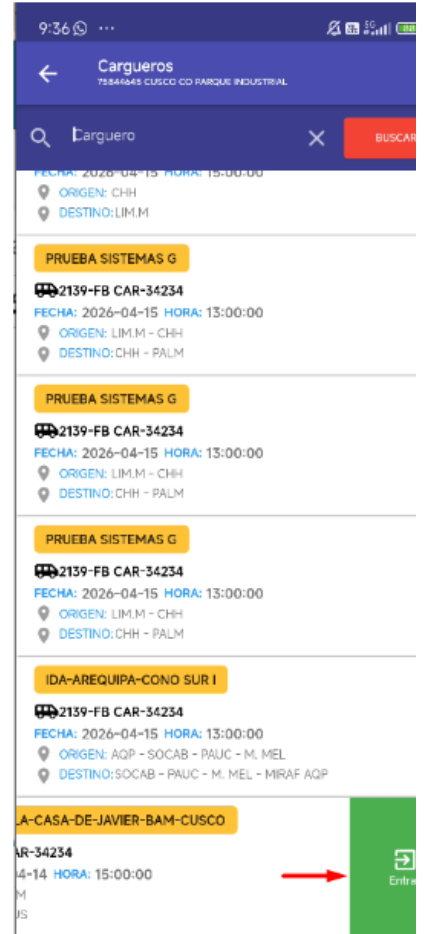 9:36
Cargueros
75844645 CUSCO CO PARQUE INDUSTRIAL
Carguero
BUSCAR
FECHA: 2026-04-15 HORA: 15:00:00
ORIGEN: CHH
DESTINO:LIM.M
PRUEBA SISTEMAS G
2139-FB CAR-34234
FECHA: 2026-04-15 HORA: 13:00:00
ORIGEN: LIM.M - CHH
DESTINO:CHH - PALM
PRUEBA SISTEMAS G
2139-FB CAR-34234
FECHA: 2026-04-15 HORA: 13:00:00
ORIGEN: LIM.M - CHH
DESTINO:CHH - PALM
PRUEBA SISTEMAS G
2139-FB CAR-34234
FECHA: 2026-04-15 HORA: 13:00:00
ORIGEN: LIM.M - CHH
DESTINO:CHH - PALM
IDA-AREQUIPA-CONO SUR I
2139-FB CAR-34234
FECHA: 2026-04-15 HORA: 13:00:00
ORIGEN: AQP - SOCAB - PAUC - M. MEL
DESTINO:SOCAB - PAUC - M. MEL - MIRAF AQP
LA-CASA-DE-JAVIER-BAM-CUSCO
AR-34234
04-14 HORA: 15:00:00
M
US
Entra